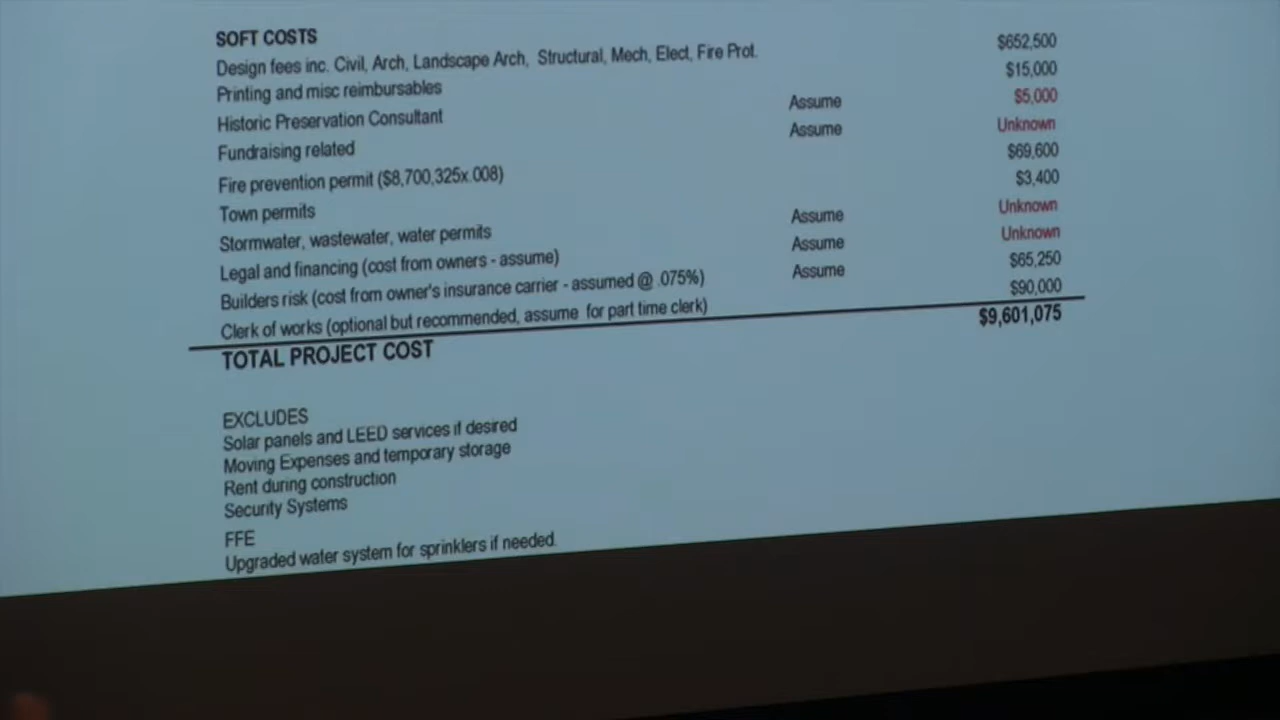 SOFT COSTS
Design fees inc. Civil, Arch, Landscape Arch, Structural, Mech, Elect, Fire Prot. $652,500
Printing and misc reimbursables $15,000
Historic Preservation Consultant Assume $5,000
Fundraising related Assume Unknown
Fire prevention permit ($8,700,325x.008) $69,600
Town permits $3,400
Stormwater, wastewater, water permits Assume Unknown
Legal and financing (cost from owners - assume) Assume Unknown
Builders risk (cost from owner's insurance carrier - assumed @ .075%) Assume $65,250
Clerk of works (optional but recommended, assume for part time clerk) $90,000
TOTAL PROJECT COST $9,601,075
EXCLUDES
Solar panels and LEED services if desired
Moving Expenses and temporary storage
Rent during construction
Security Systems
FFE
Upgraded water system for sprinklers if needed.